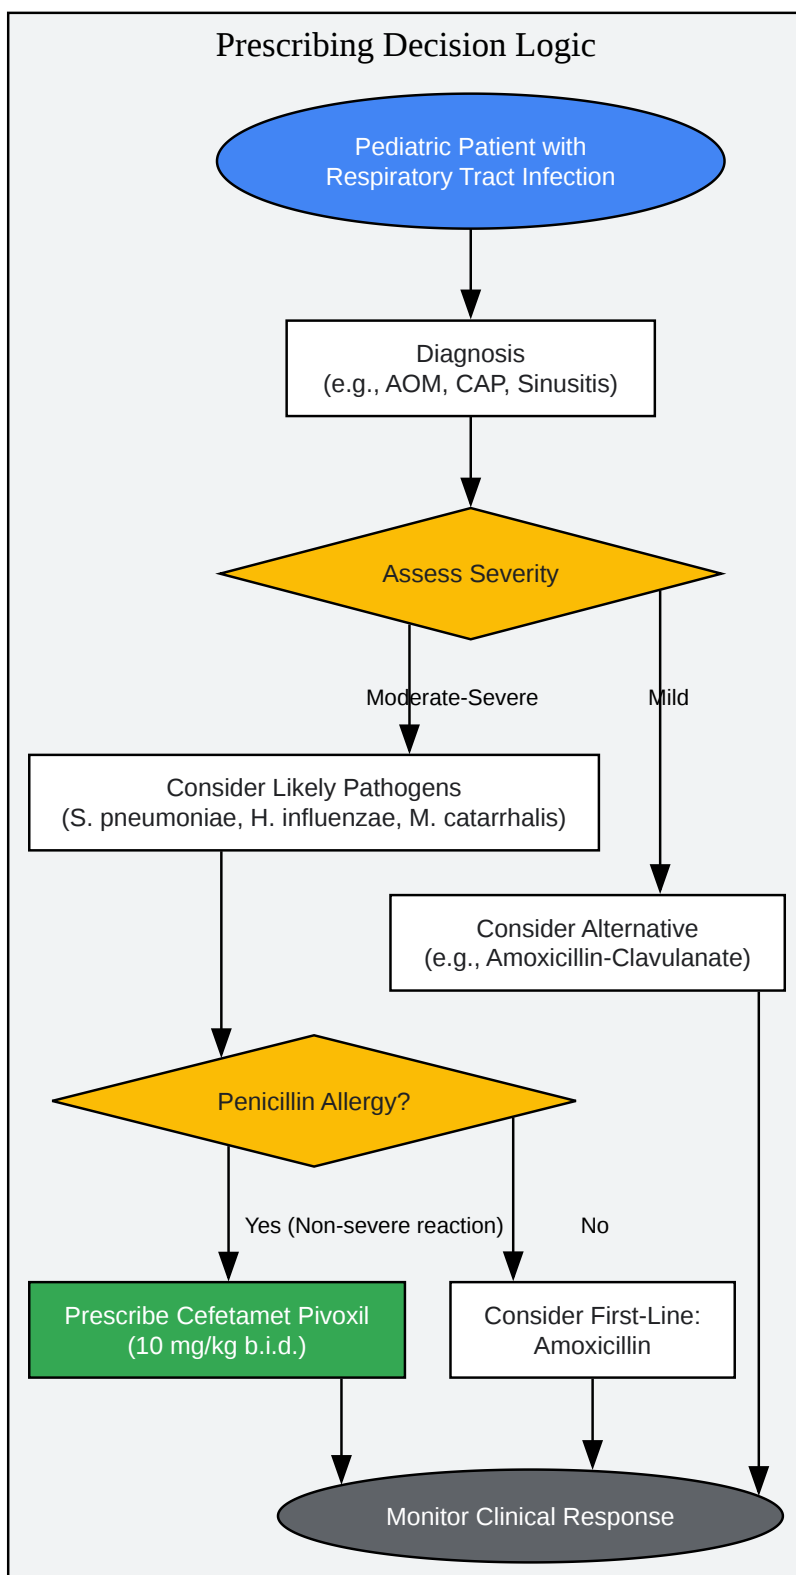 Prescribing Decision Logic
Pediatric Patient with
Respiratory Tract Infection
Diagnosis
(e.g., AOM, CAP, Sinusitis)
Assess Severity
Moderate-Severe
Mild
Consider Likely Pathogens
(S. pneumoniae, H. influenzae, M. catarrhalis)
Consider Alternative
(e.g., Amoxicillin-Clavulanate)
Penicillin Allergy?
Yes (Non-severe reaction)
No
Prescribe Cefetamet Pivoxil
(10 mg/kg b.i.d.)
Consider First-Line:
Amoxicillin
Monitor Clinical Response